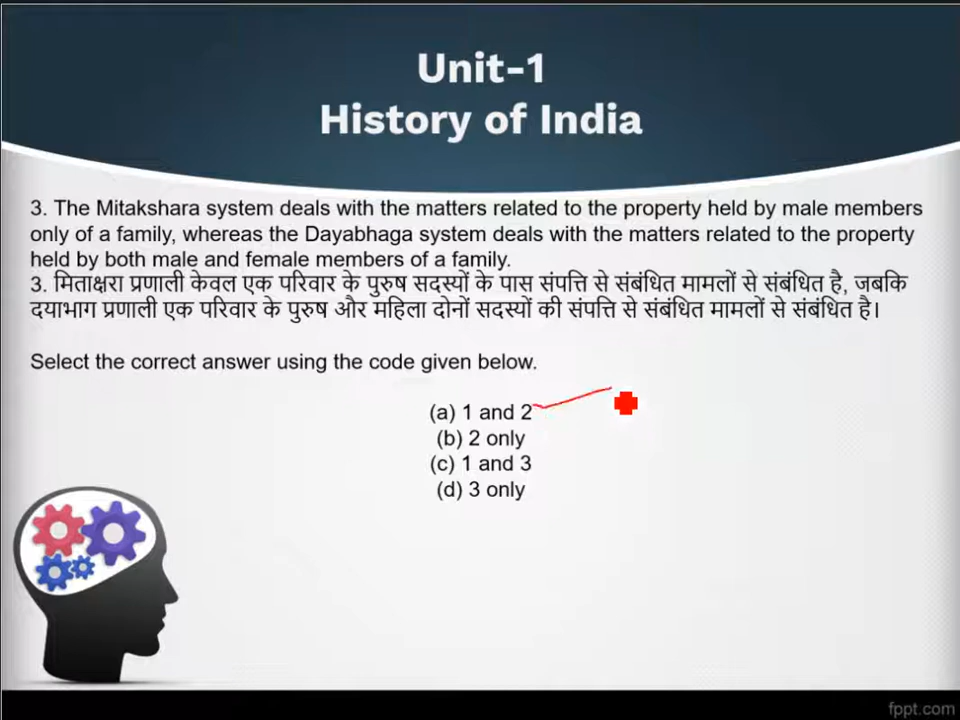 Unit-1
History of India
3. The Mitakshara system deals with the matters related to the property held by male members
only of a family, whereas the Dayabhaga system deals with the matters related to the property
held by both male and female members of a family.
3. मिताक्षरा प्रणाली केवल एक परिवार के पुरुष सदस्यों के पास संपत्ति से संबंधित मामलों से संबंधित है, जबकि
दयाभाग प्रणाली एक परिवार के पुरुष और महिला दोनों सदस्यों की संपत्ति से संबंधित मामलों से संबंधित है।
Select the correct answer using the code given below.
(a) 1 and 2
(b) 2 only
(c) 1 and 3
(d) 3 only
fppt.com